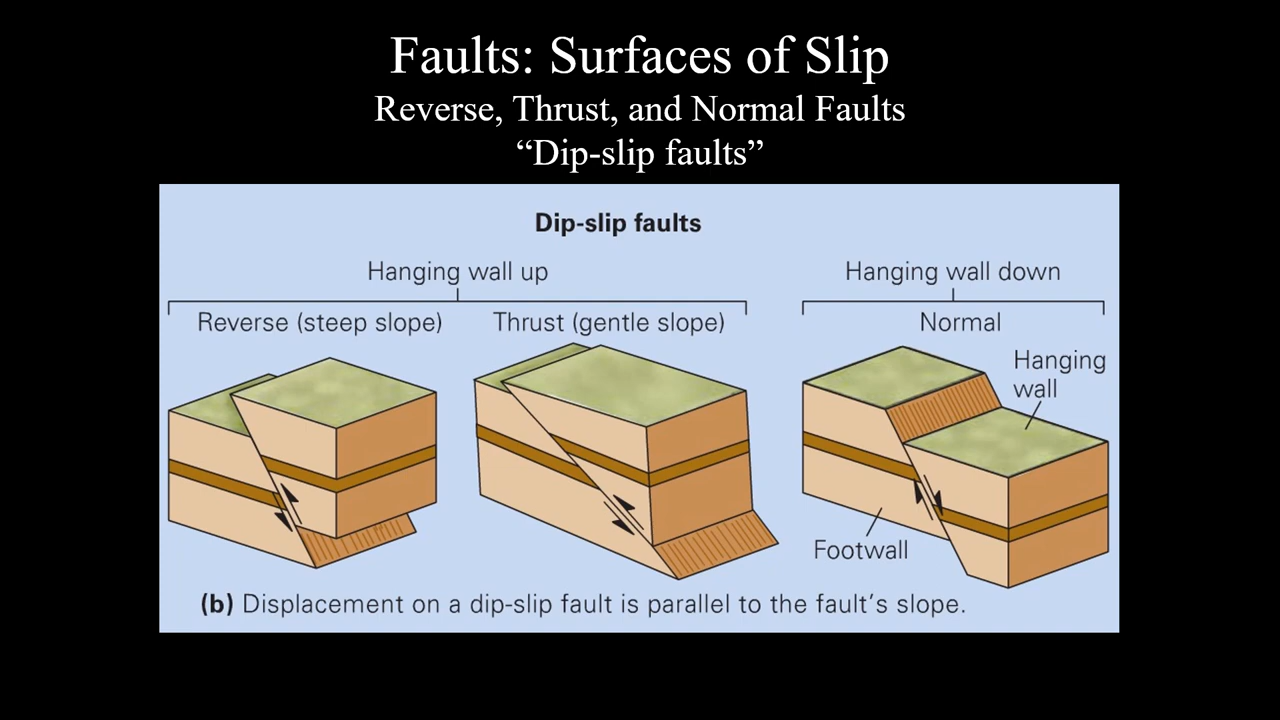 Faults: Surfaces of Slip
Reverse, Thrust, and Normal Faults
“Dip-slip faults”
Dip-slip faults
Hanging wall up
Hanging wall down
Reverse (steep slope)
Thrust (gentle slope)
Normal
Hanging
wall
Footwall
(b) Displacement on a dip-slip fault is parallel to the fault’s slope.